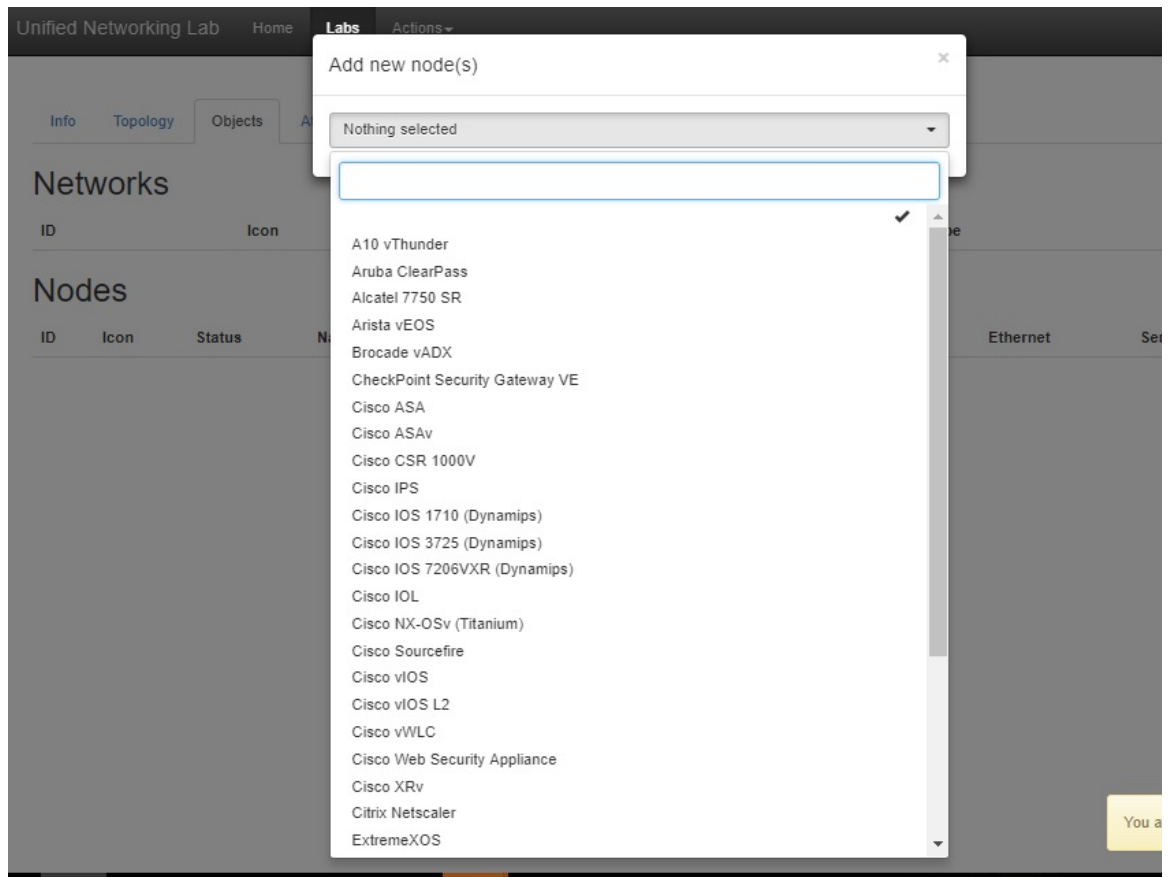 Unified Networking Lab Home Labs Actions
Add new node(s) ×
Info Topology Objects
Nothing selected
Networks
ID Icon
Nodes
ID Icon Status Ethernet
A10 vThunder
Aruba ClearPass
Alcatel 7750 SR
Arista vEOS
Brocade vADX
CheckPoint Security Gateway VE
Cisco ASA
Cisco ASAv
Cisco CSR 1000V
Cisco IPS
Cisco IOS 1710 (Dynamips)
Cisco IOS 3725 (Dynamips)
Cisco IOS 7206VXR (Dynamips)
Cisco IOL
Cisco NX-OSv (Titanium)
Cisco Sourcefire
Cisco vIOS
Cisco vIOS L2
Cisco vWLC
Cisco Web Security Appliance
Cisco XRv
Citrix Netscaler
ExtremeXOS
You a